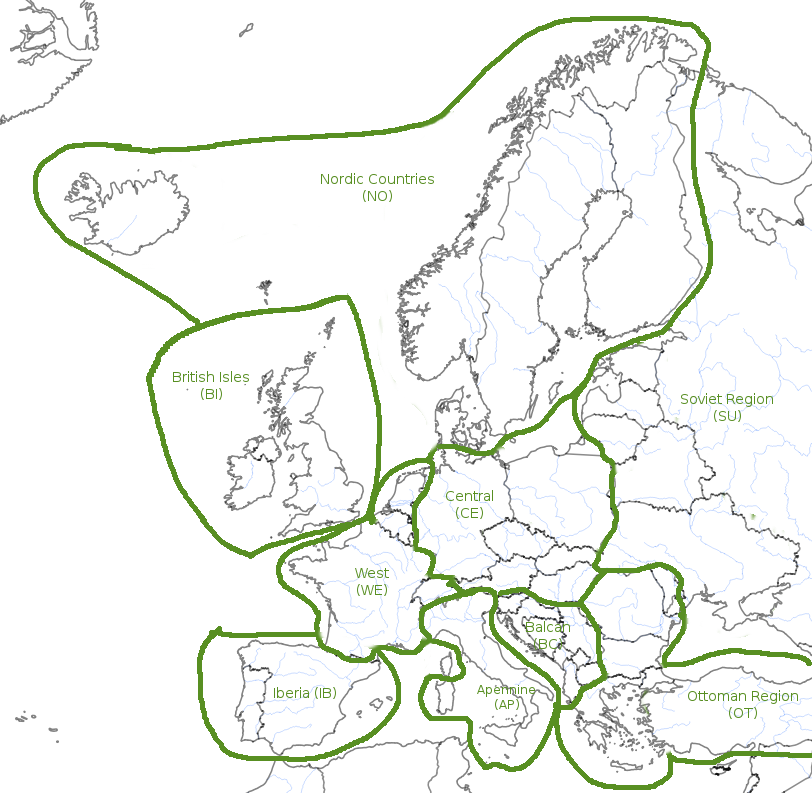 Nordic Countries
(NO)
British Isles
(BI)
Soviet Region
(SU)
Central
(CE)
West
(WE)
Balcan
(BC)
Iberia (IB)
Apennine
(AP)
Ottoman Region
(OT)